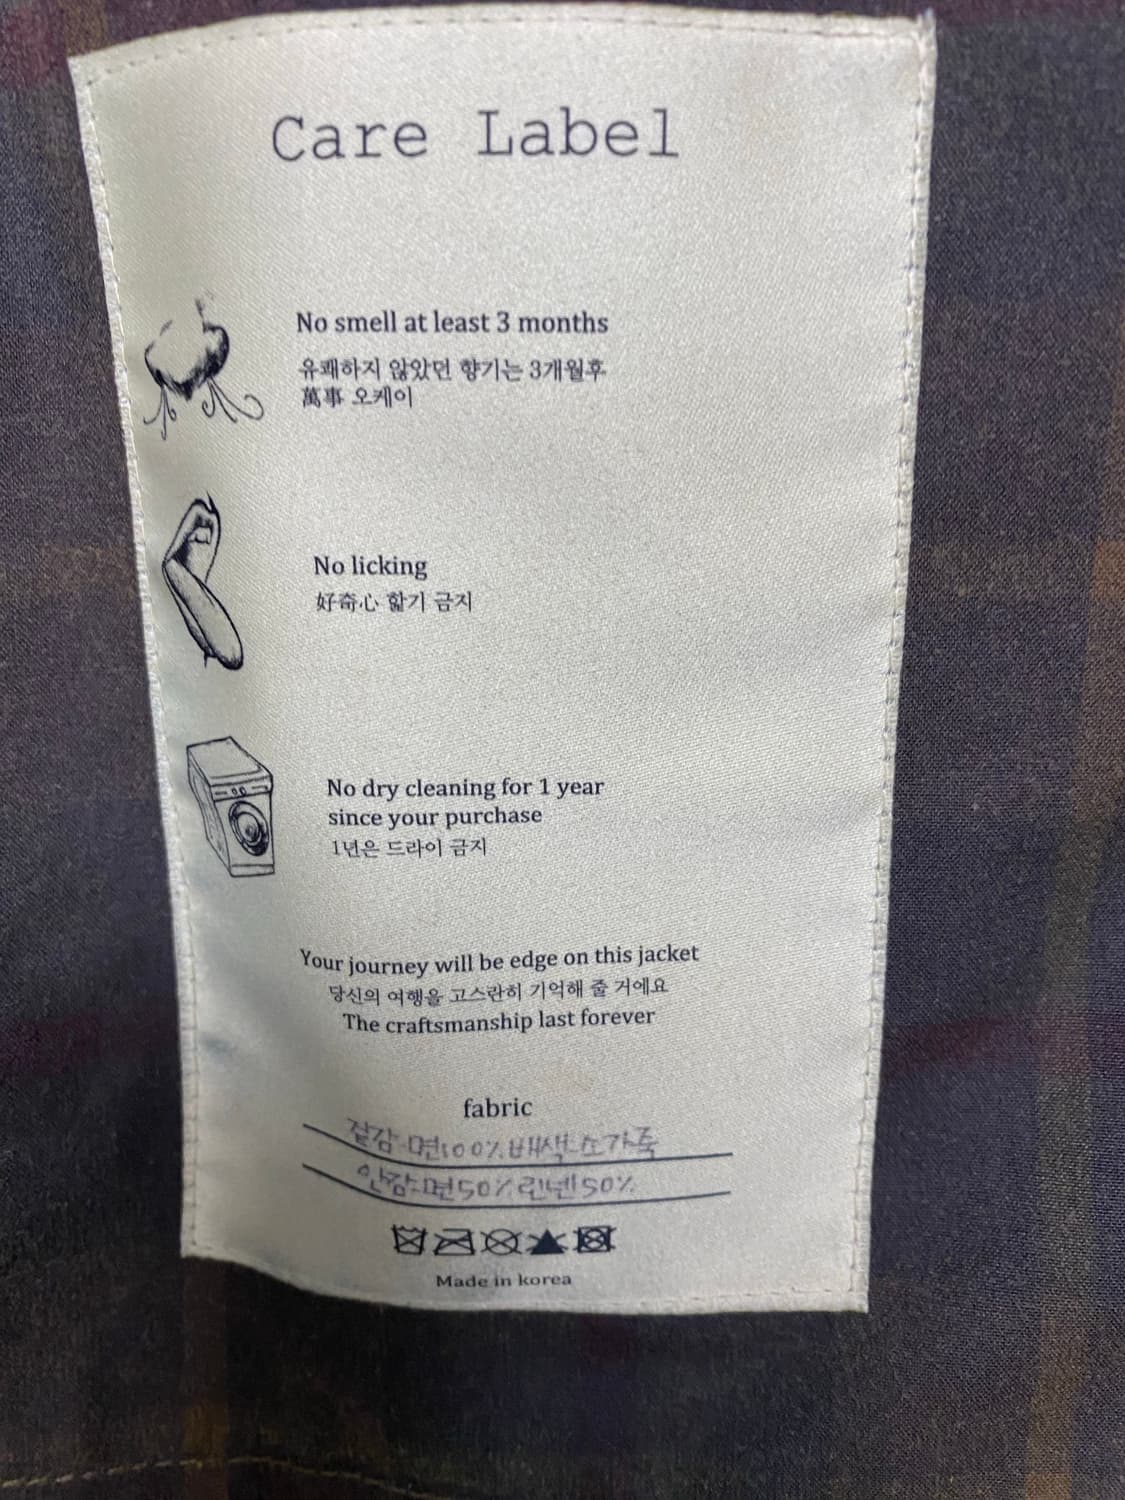 Care Label
No smell at least 3 months
유쾌하지 않았던 향기는 3개월후
萬事 오케이
No licking
好奇心 핥기 금지
No dry cleaning for 1 year
since your purchase
1년은 드라이 금지
Your journey will be edge on this jacket
당신의 여행을 고스란히 기억해 줄 거에요
The craftsmanship last forever
fabric
겉감-면100%배색-소가죽
안감-면50%린넨50%
Made in korea